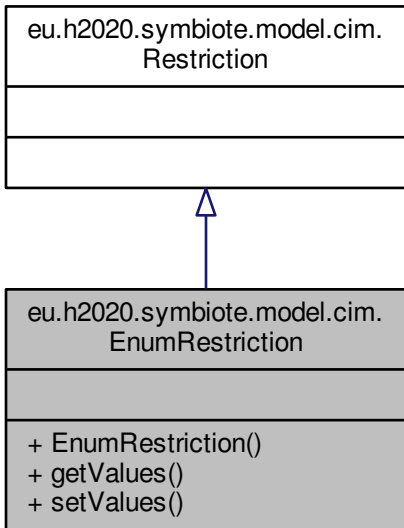 eu.h2020.symbiote.model.cim.
Restriction
eu.h2020.symbiote.model.cim.
EnumRestriction
+ EnumRestriction()
+ getValues()
+ setValues()